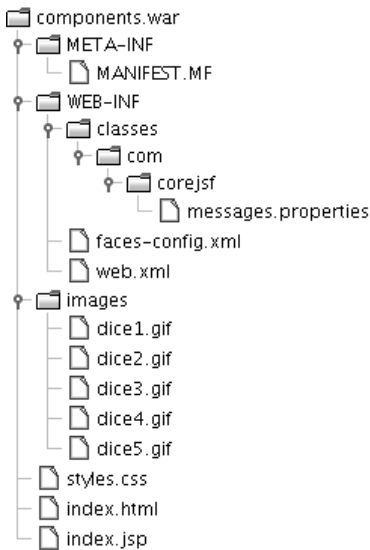 components.war
META-INF
MANIFEST.MF
WEB-INF
classes
com
corejsf
messages.properties
faces-config.xml
web.xml
images
dice1.gif
dice2.gif
dice3.gif
dice4.gif
dice5.gif
styles.css
index.html
index.jsp